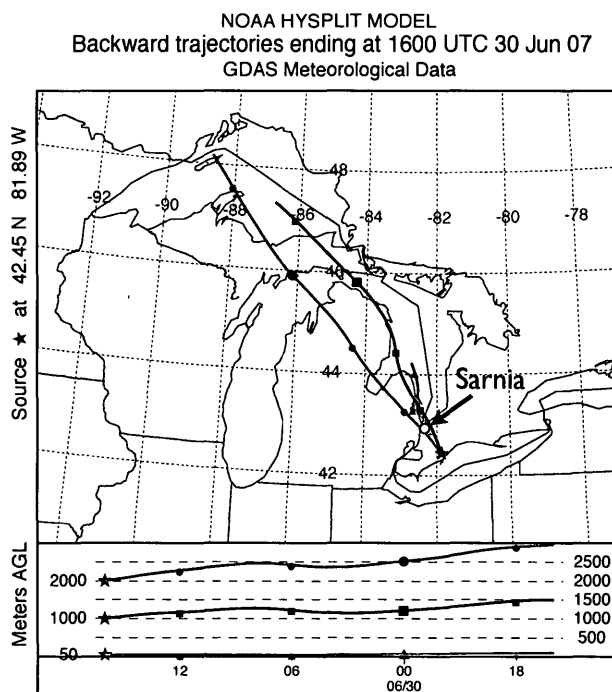 NOAA HYSPLIT MODEL
Backward trajectories ending at 1600 UTC 30 Jun 07
GDAS Meteorological Data
Source ★ at 42.45 N 81.89 W
48
-92 -90 -88 -86 -84 -82 -80 -78
44
Sarnia
42
Meters AGL
2000
1000
50
2500
2000
1500
1000
500
12 06 00 18
06/30